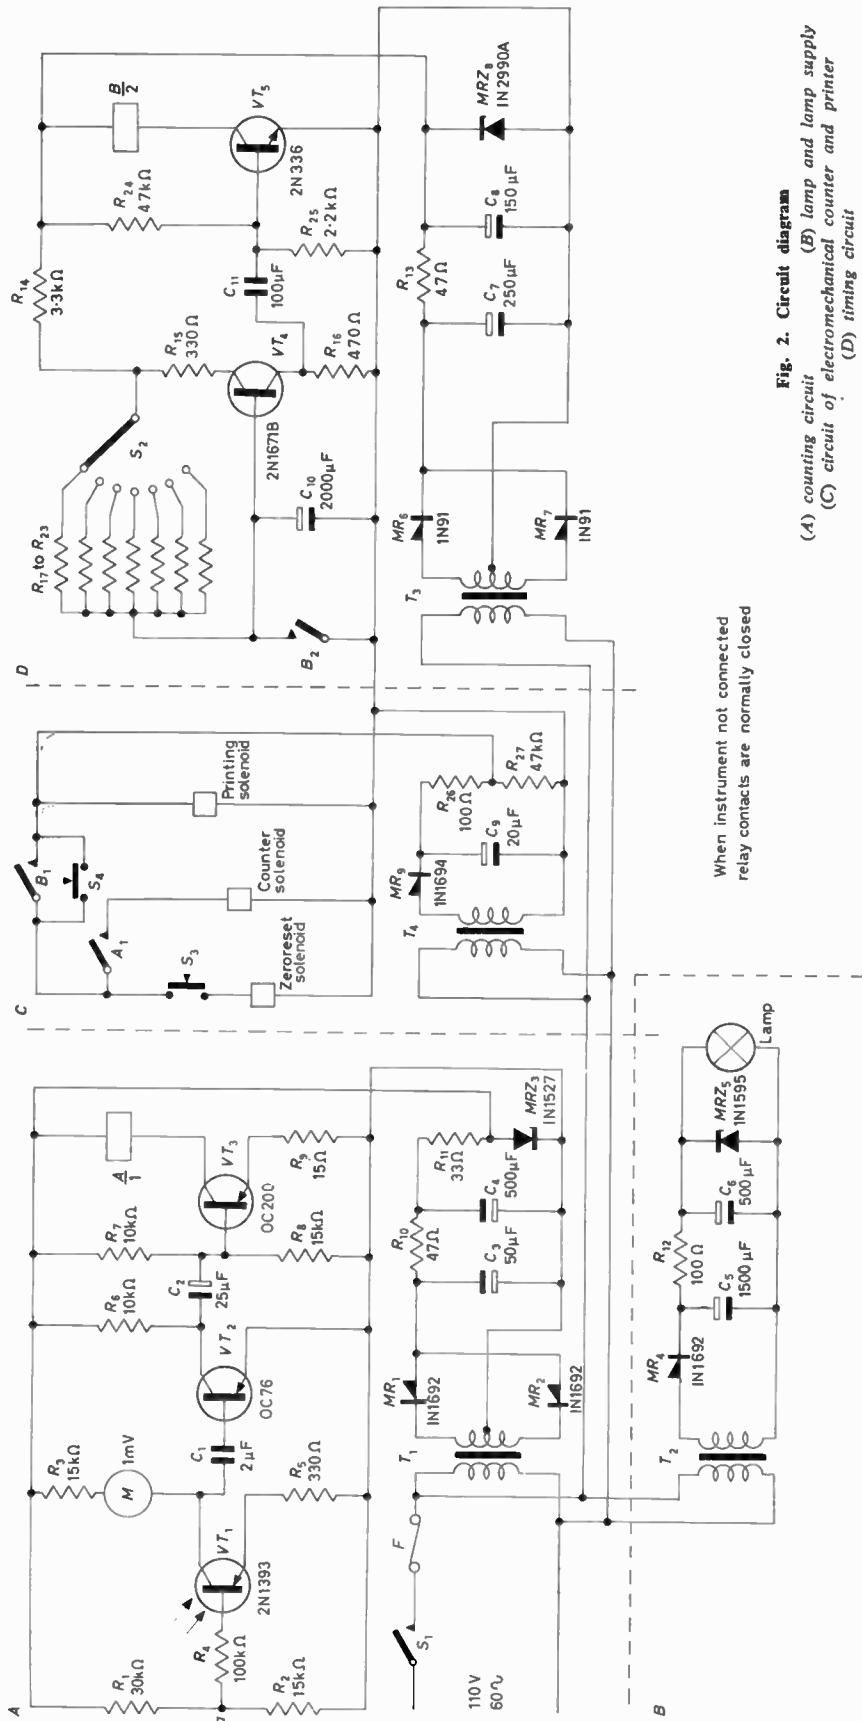 A
R₁
30kΩ
R₂
15kΩ
R₄
100kΩ
VT₁
2N1393
R₃
15kΩ
M
1mV
C₁
2μF
R₅
330Ω
VT₂
OC76
R₆
10kΩ
C₂
25μF
R₇
10kΩ
R₈
15kΩ
VT₃
OC200
R₉
15Ω
A
1
110V
60∿
S₁
F
T₁
MR₁
IN1692
MR₂
IN1692
R₁₀
47Ω
C₃
50μF
C₄
500μF
R₁₁
33Ω
MRZ₃
IN1527
B
T₂
MR₄
IN1692
C₅
1500μF
R₁₂
100Ω
C₆
500μF
MRZ₅
1N1595
Lamp
C
B₁
S₄
A₁
S₃
Zeroreset
solenoid
Counter
solenoid
Printing
solenoid
T₄
MR₉
1N1694
C₉
20μF
R₂₆
100Ω
R₂₇
47kΩ
D
R₁₇ to R₂₃
S₂
B₂
C₁₀
2000μF
R₁₄
3·3kΩ
R₁₅
330Ω
VT₄
2N1671B
R₁₆
470Ω
C₁₁
100μF
R₂₄
47kΩ
R₂₅
2·2kΩ
B
2
VT₅
2N336
T₃
MR₆
1N91
MR₇
IN91
R₁₃
47Ω
C₇
250μF
C₈
150μF
MRZ₈
IN2990A
When instrument not connected
relay contacts are normally closed
Fig. 2. Circuit diagram
(A) counting circuit (B) lamp and lamp supply
(C) circuit of electromechanical counter and printer
(D) timing circuit